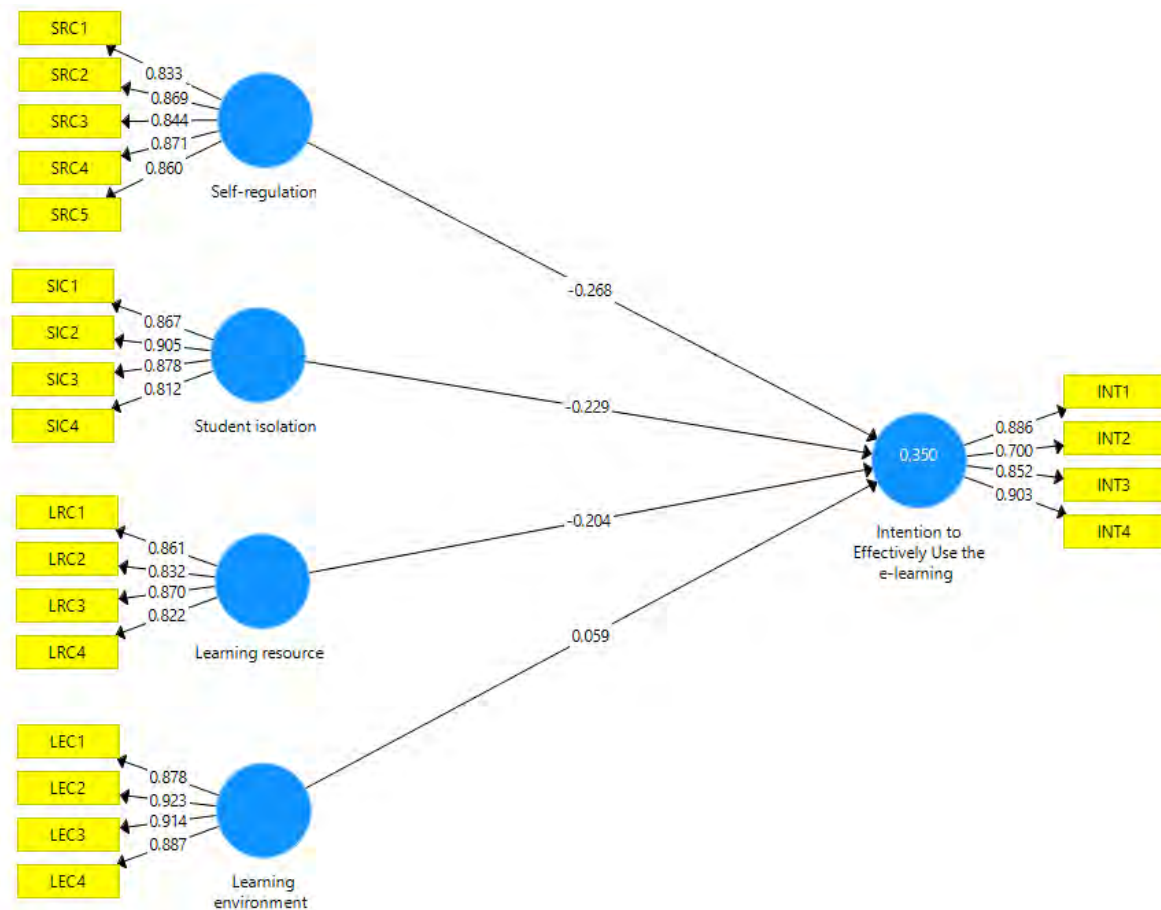 SRC1
0.833
SRC2
0.869
SRC3
0.844
SRC4
0.871
0.860
SRC5
Self-regulation
-0.268
SIC1
0.867
SIC2
0.905
SIC3
0.878
SIC4
0.812
Student isolation
-0.229
LRC1
0.861
LRC2
0.832
LRC3
0.870
LRC4
0.822
Learning resource
-0.204
LEC1
0.878
LEC2
0.923
LEC3
0.914
LEC4
0.887
Learning
environment
0.059
0.350
Intention to
Effectively Use the
e-learning
INT1
0.886
INT2
0.700
INT3
0.852
INT4
0.903